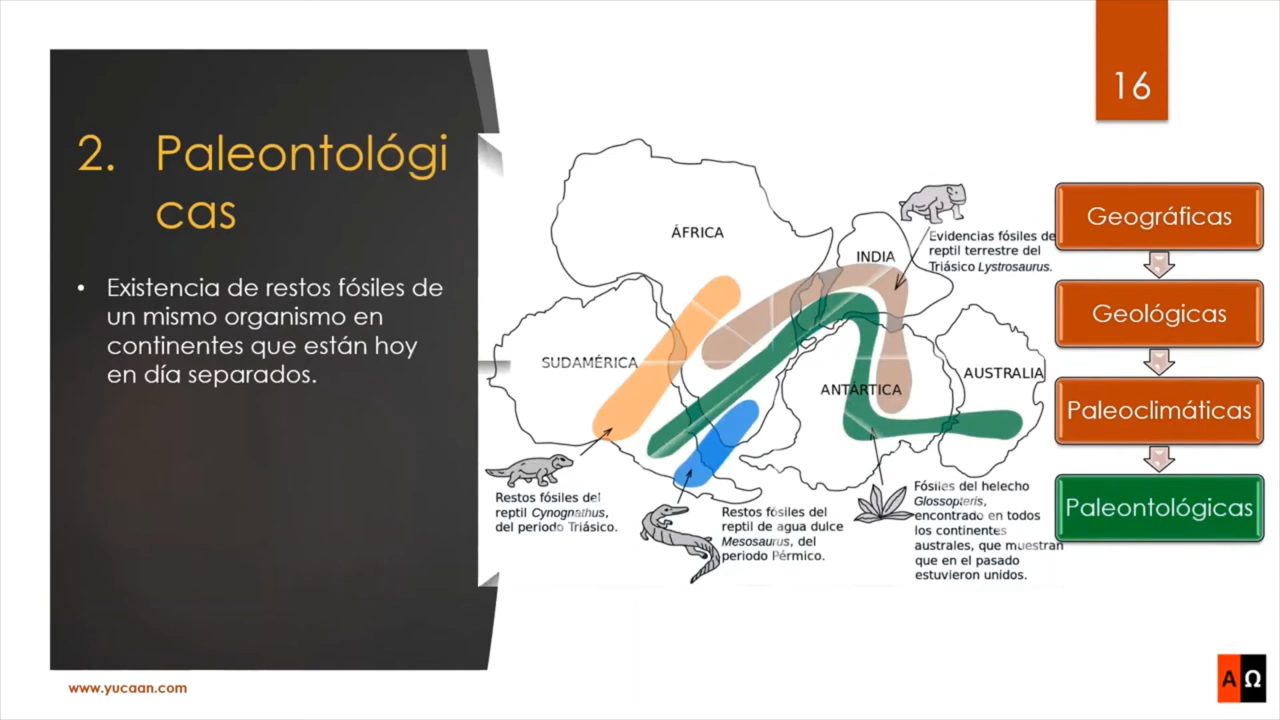 16
2. Paleontológi
cas
• Existencia de restos fósiles de
un mismo organismo en
continentes que están hoy
en día separados.
ÁFRICA
INDIA
SUDAMÉRICA
ANTÁRTICA
AUSTRALIA
Evidencias fósiles de
reptil terrestre del
Triásico Lystrosaurus.
Restos fósiles del
reptil Cynognathus,
del periodo Triásico.
Restos fósiles del
reptil de agua dulce
Mesosaurus, del
periodo Pérmico.
Fósiles del helecho
Glossopteris,
encontrado en todos
los continentes
australes, que muestran
que en el pasado
estuvieron unidos.
Geográficas
Geológicas
Paleoclimáticas
Paleontológicas
www.yucaan.com
ΑΩ